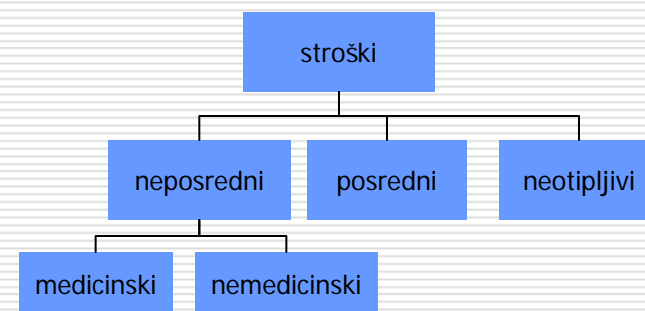 stroški
neposredni
posredni
neotipljivi
medicinski
nemedicinski